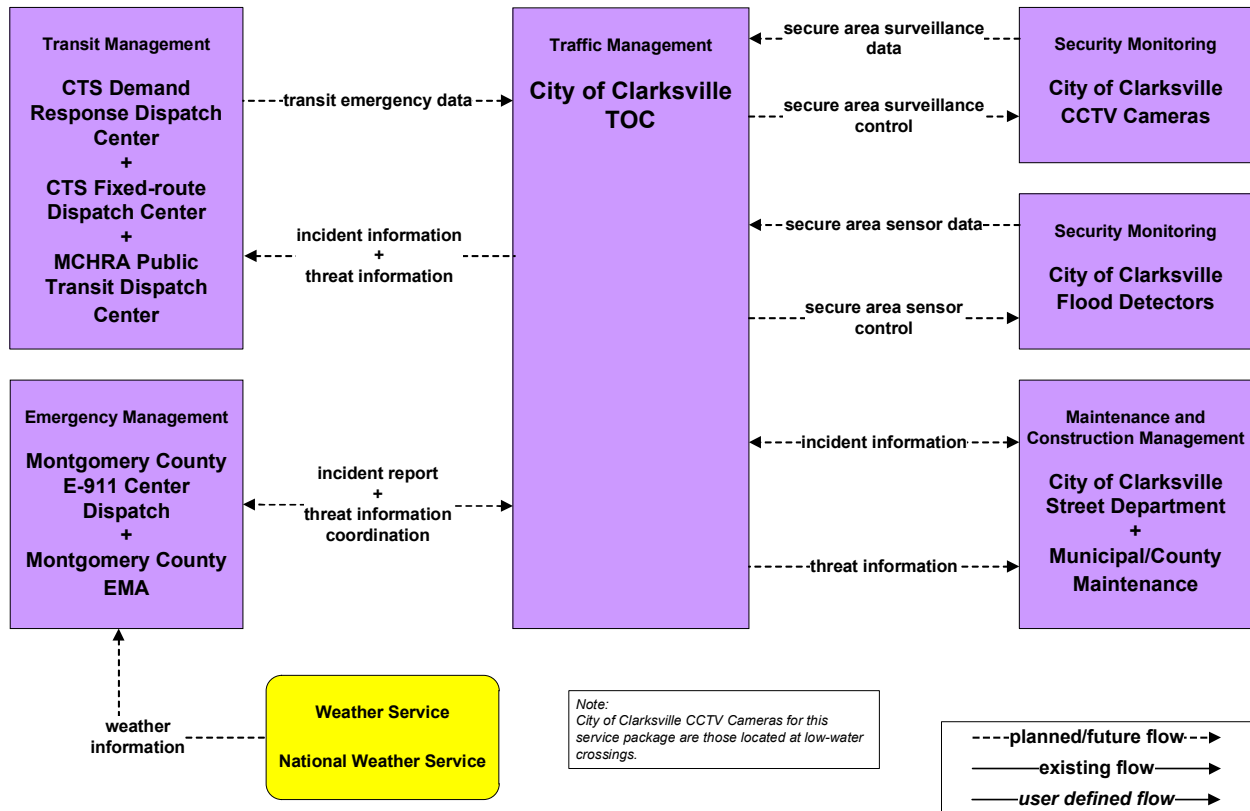 Transit Management
CTS Demand
Response Dispatch
Center
+
CTS Fixed-route
Dispatch Center
+
MCHRA Public
Transit Dispatch
Center
transit emergency data
incident information
+
threat information
Traffic Management
City of Clarksville
TOC
secure area surveillance
data
secure area surveillance
control
Security Monitoring
City of Clarksville
CCTV Cameras
secure area sensor data
secure area sensor
control
Security Monitoring
City of Clarksville
Flood Detectors
Emergency Management
Montgomery County
E-911 Center
Dispatch
+
Montgomery County
EMA
incident report
+
threat information
coordination
incident information
threat information
Maintenance and
Construction Management
City of Clarksville
Street Department
+
Municipal/County
Maintenance
weather
information
Weather Service
National Weather Service
Note:
City of Clarksville CCTV Cameras for this
service package are those located at low-water
crossings.
planned/future flow
existing flow
user defined flow